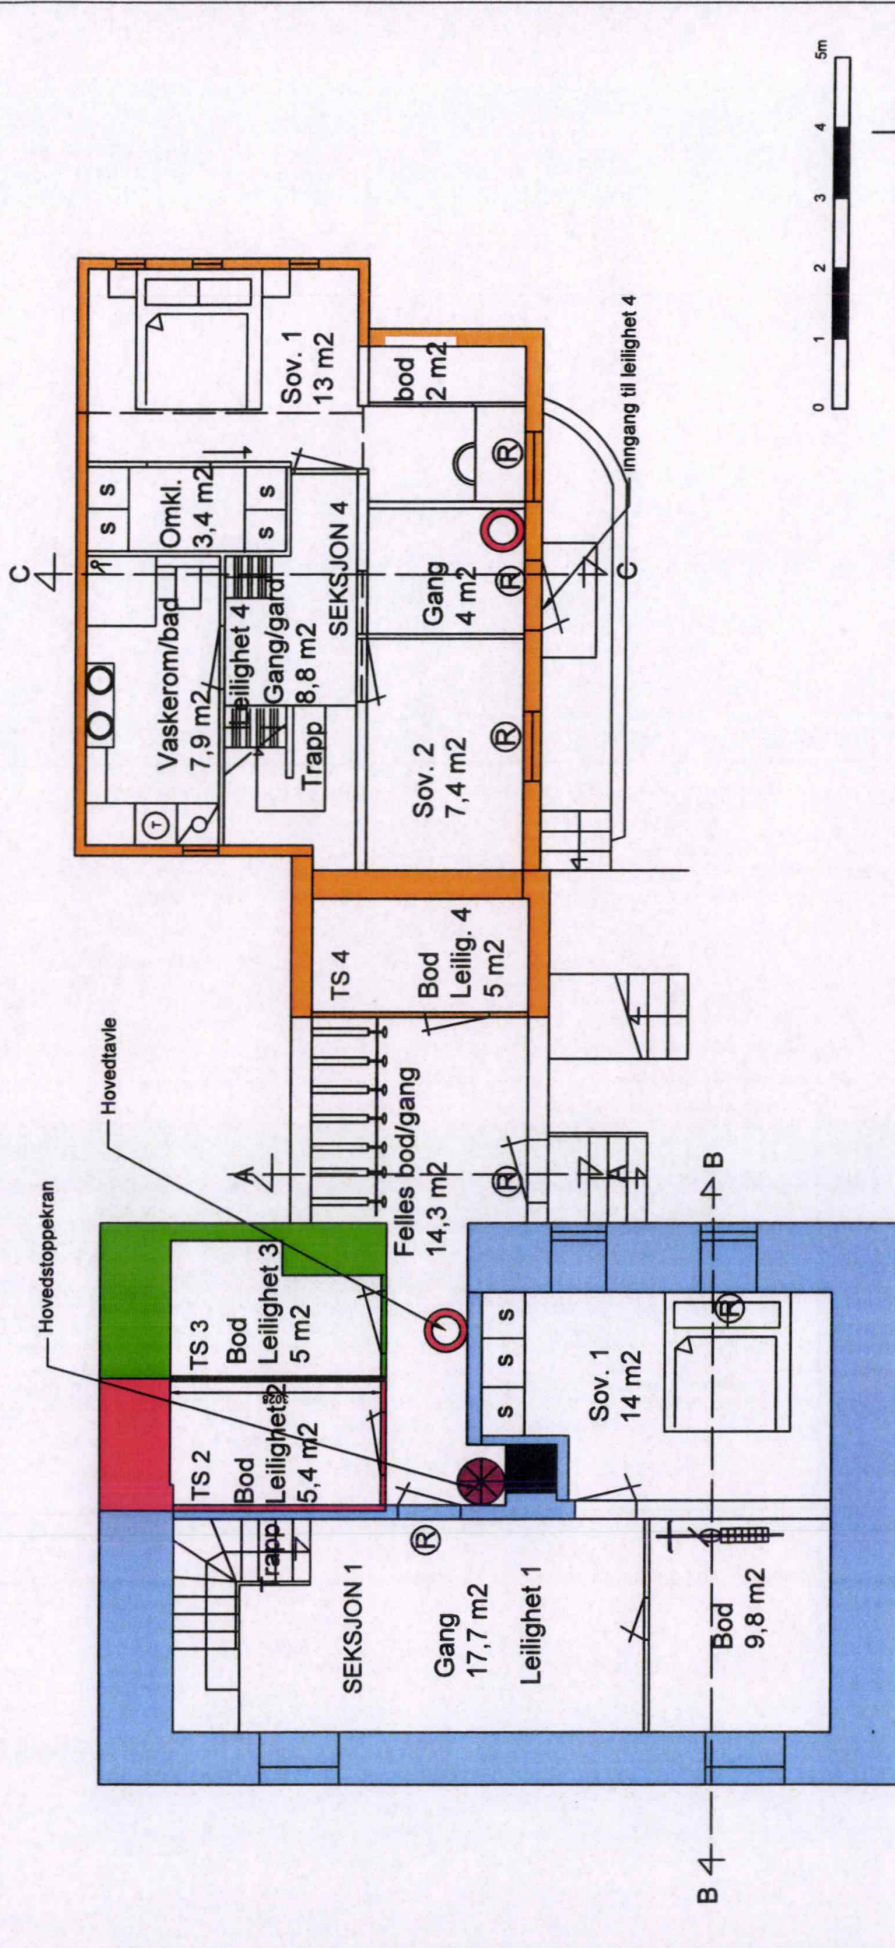 Hovedstoppekran
Hovedtavle
C
Vaskerom/bad
7,9 m2
Omkl.
3,4 m2
S
S
S
S
T
Leilighet 4
Gang/gard
8,8 m2
Trapp
SEKSJON 4
Sov. 1
13 m2
bod
2 m2
Gang
4 m2
Sov. 2
7,4 m2
R
R
R
C
inngang til leilighet 4
TS 4
Bod
Leilig. 4
5 m2
A
Felles bod/gang
14,3 m2
R
A
TS 3
Bod
Leilighet 3
5 m2
TS 2
Bod
Leilighet 2
5,4 m2
Trapp
SEKSJON 1
Gang
17,7 m2
Leilighet 1
R
S
S
S
Sov. 1
14 m2
R
Bod
9,8 m2
B
B
0
1
2
3
4
5m